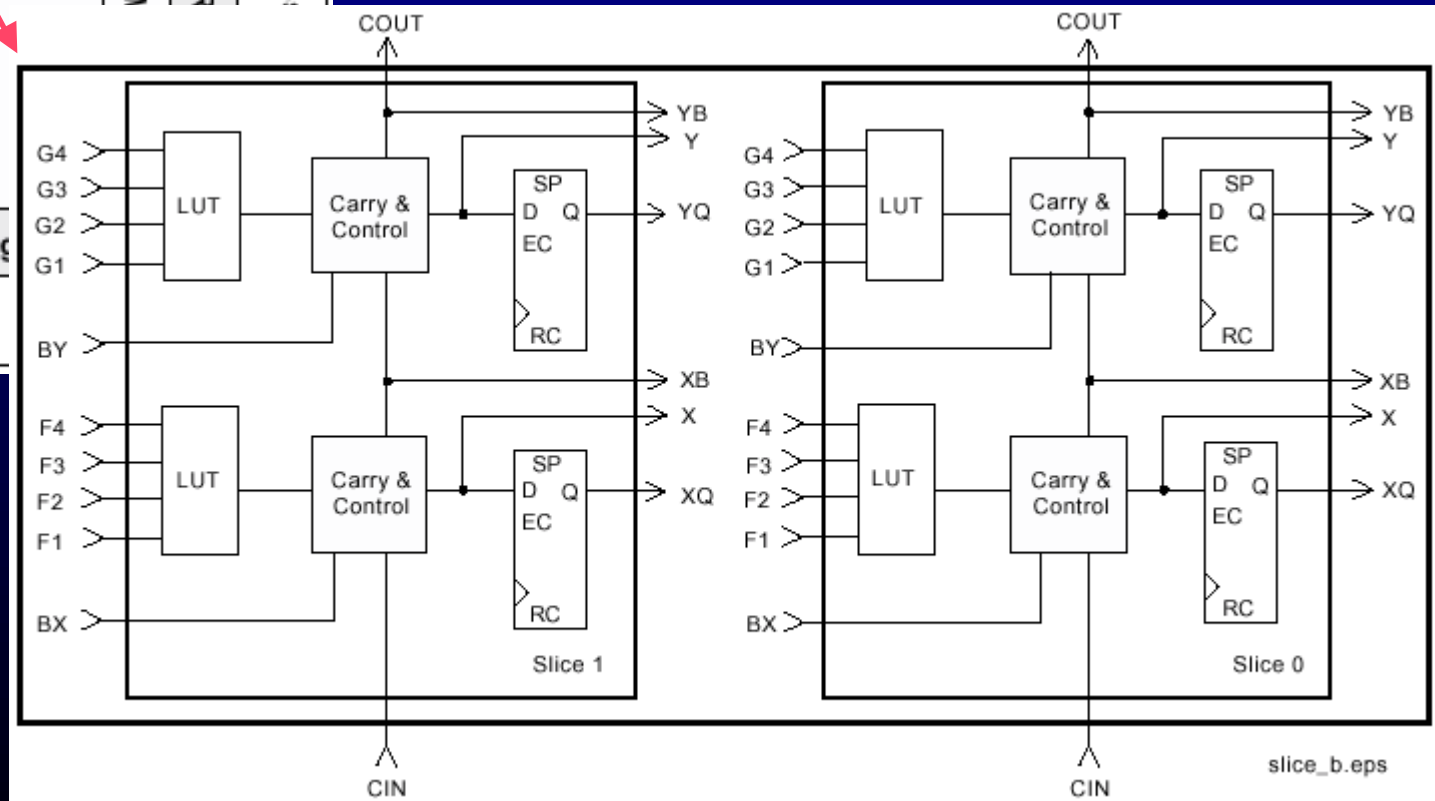 COUT
COUT
YB
Y
G4
G3
G2
G1
LUT
Carry &
Control
SP
D Q
EC
RC
YQ
BY
XB
X
F4
F3
F2
F1
LUT
Carry &
Control
SP
D Q
EC
RC
XQ
BX
Slice 1
CIN
YB
Y
G4
G3
G2
G1
LUT
Carry &
Control
SP
D Q
EC
RC
YQ
BY
XB
X
F4
F3
F2
F1
LUT
Carry &
Control
SP
D Q
EC
RC
XQ
BX
Slice 0
CIN
slice_b.eps